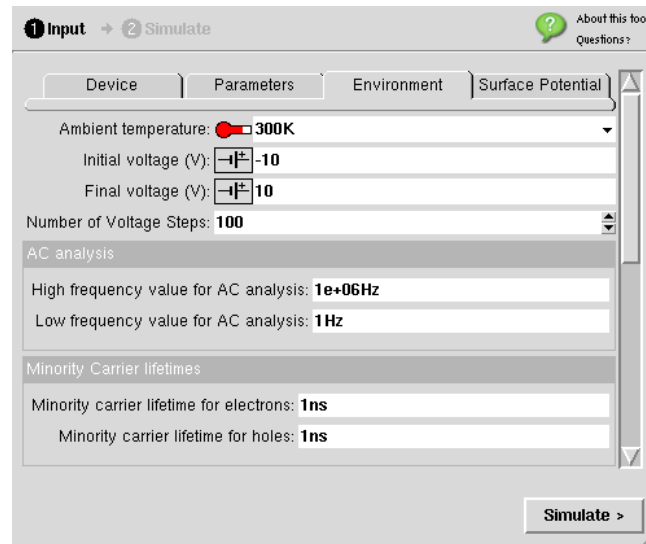 1 Input → 2 Simulate
? About this too
Questions?
Device Parameters Environment Surface Potential
Ambient temperature: 300K
Initial voltage (V): -10
Final voltage (V): 10
Number of Voltage Steps: 100
AC analysis
High frequency value for AC analysis: 1e+06Hz
Low frequency value for AC analysis: 1Hz
Minority Carrier lifetimes
Minority carrier lifetime for electrons: 1ns
Minority carrier lifetime for holes: 1ns
Simulate >